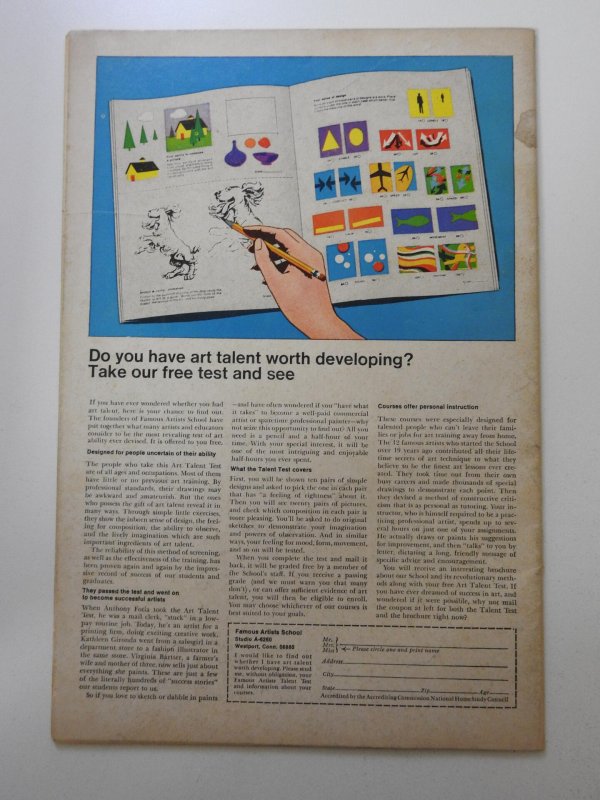 Do you have art talent worth developing?
Take our free test and see
If you have ever wondered whether you had
art talent, here is your chance to find out.
The founders of Famous Artists School have
put together what many artists and educators
consider to be the most revealing test of art
ability ever devised. It is offered to you free.
Designed for people uncertain of their ability
The people who take this Art Talent Test
are of all ages and occupations. Most of them
have little or no previous art training. By
professional standards, their drawings may
be awkward and amateurish. But the ones
who possess the gift of art talent reveal it in
many ways. Through simple little exercises,
they show the inborn sense of design, the feel-
ing for composition, the ability to observe,
and the lively imagination which are such
important ingredients of art talent.
The reliability of this method of screening,
as well as the effectiveness of the training, has
been proven again and again by the impres-
sive record of success of our students and
graduates.
They passed the test and went on
to become successful artists
When Anthony Forla took the Art Talent
Test, he was a mail clerk, "stuck" in a low-
pay routine job. Today, he's an artist for a
printing firm, doing exciting creative work.
Kathleen Gironda went from a salesgirl in a
department store to a fashion illustrator in
the same store. Virginia Bartter, a farmer's
wife and mother of three, now sells just about
everything she paints. These are just a few
of the literally hundreds of "success stories"
our students report to us.
So if you love to sketch or dabble in paints
—and have often wondered if you "have what
it takes" to become a well-paid commercial
artist or sparetime professional painter—why
not seize this opportunity to find out? All you
need is a pencil and a half-hour of your
time. With your special interest, it will be
one of the most intriguing and enjoyable
half-hours you ever spent.
What the Talent Test covers
First, you will be shown ten pairs of simple
designs and asked to pick the one in each pair
that has "a feeling of rightness" about it.
Then you will see twenty pairs of pictures,
and check which composition in each pair is
more pleasing. You'll be asked to do original
sketches to demonstrate your imagination
and powers of observation. And in similar
ways, your feeling for mood, form, movement,
and so on will be tested.
When you complete the test and mail it
back, it will be graded free by a member of
the School's staff. If you receive a passing
grade (and we must warn you that many
don't), or can offer sufficient evidence of art
talent, you will then be eligible to enroll.
You may choose whichever of our courses is
best suited to your goals.
Courses offer personal instruction
These courses were especially designed for
talented people who can't leave their fami-
lies or jobs for art training away from home.
The 12 famous artists who started the School
over 19 years ago contributed all their life-
time secrets of art technique to what they
believe to be the finest art lessons ever cre-
ated. They took time out from their own
busy careers and made thousands of special
drawings to demonstrate each point. Then
they devised a method of constructive criti-
cism that is as personal as tutoring. Your in-
structor, who is himself required to be a prac-
ticing professional artist, spends up to sev-
eral hours on just one of your assignments.
He actually draws or paints his suggestions
for improvement, and then "talks" to you by
letter, dictating a long, friendly message of
specific advice and encouragement.
You will receive an interesting brochure
about our School and its revolutionary meth-
ods along with your free Art Talent Test. If
you have ever dreamed of success in art, and
wondered if it were possible, why not mail
the coupon at left for both the Talent Test
and the brochure right now?
Famous Artists School
Westport, Conn. 06880
I would like to find out
whether I have art talent
worth developing. Please send
me, without obligation, your
Famous Artists Talent Test
and information about your
courses.
Mr.
Mrs.
Miss
Please circle one and print name
Address
City
State Zip Age
Accredited by the Accrediting Commission National Home Study Council